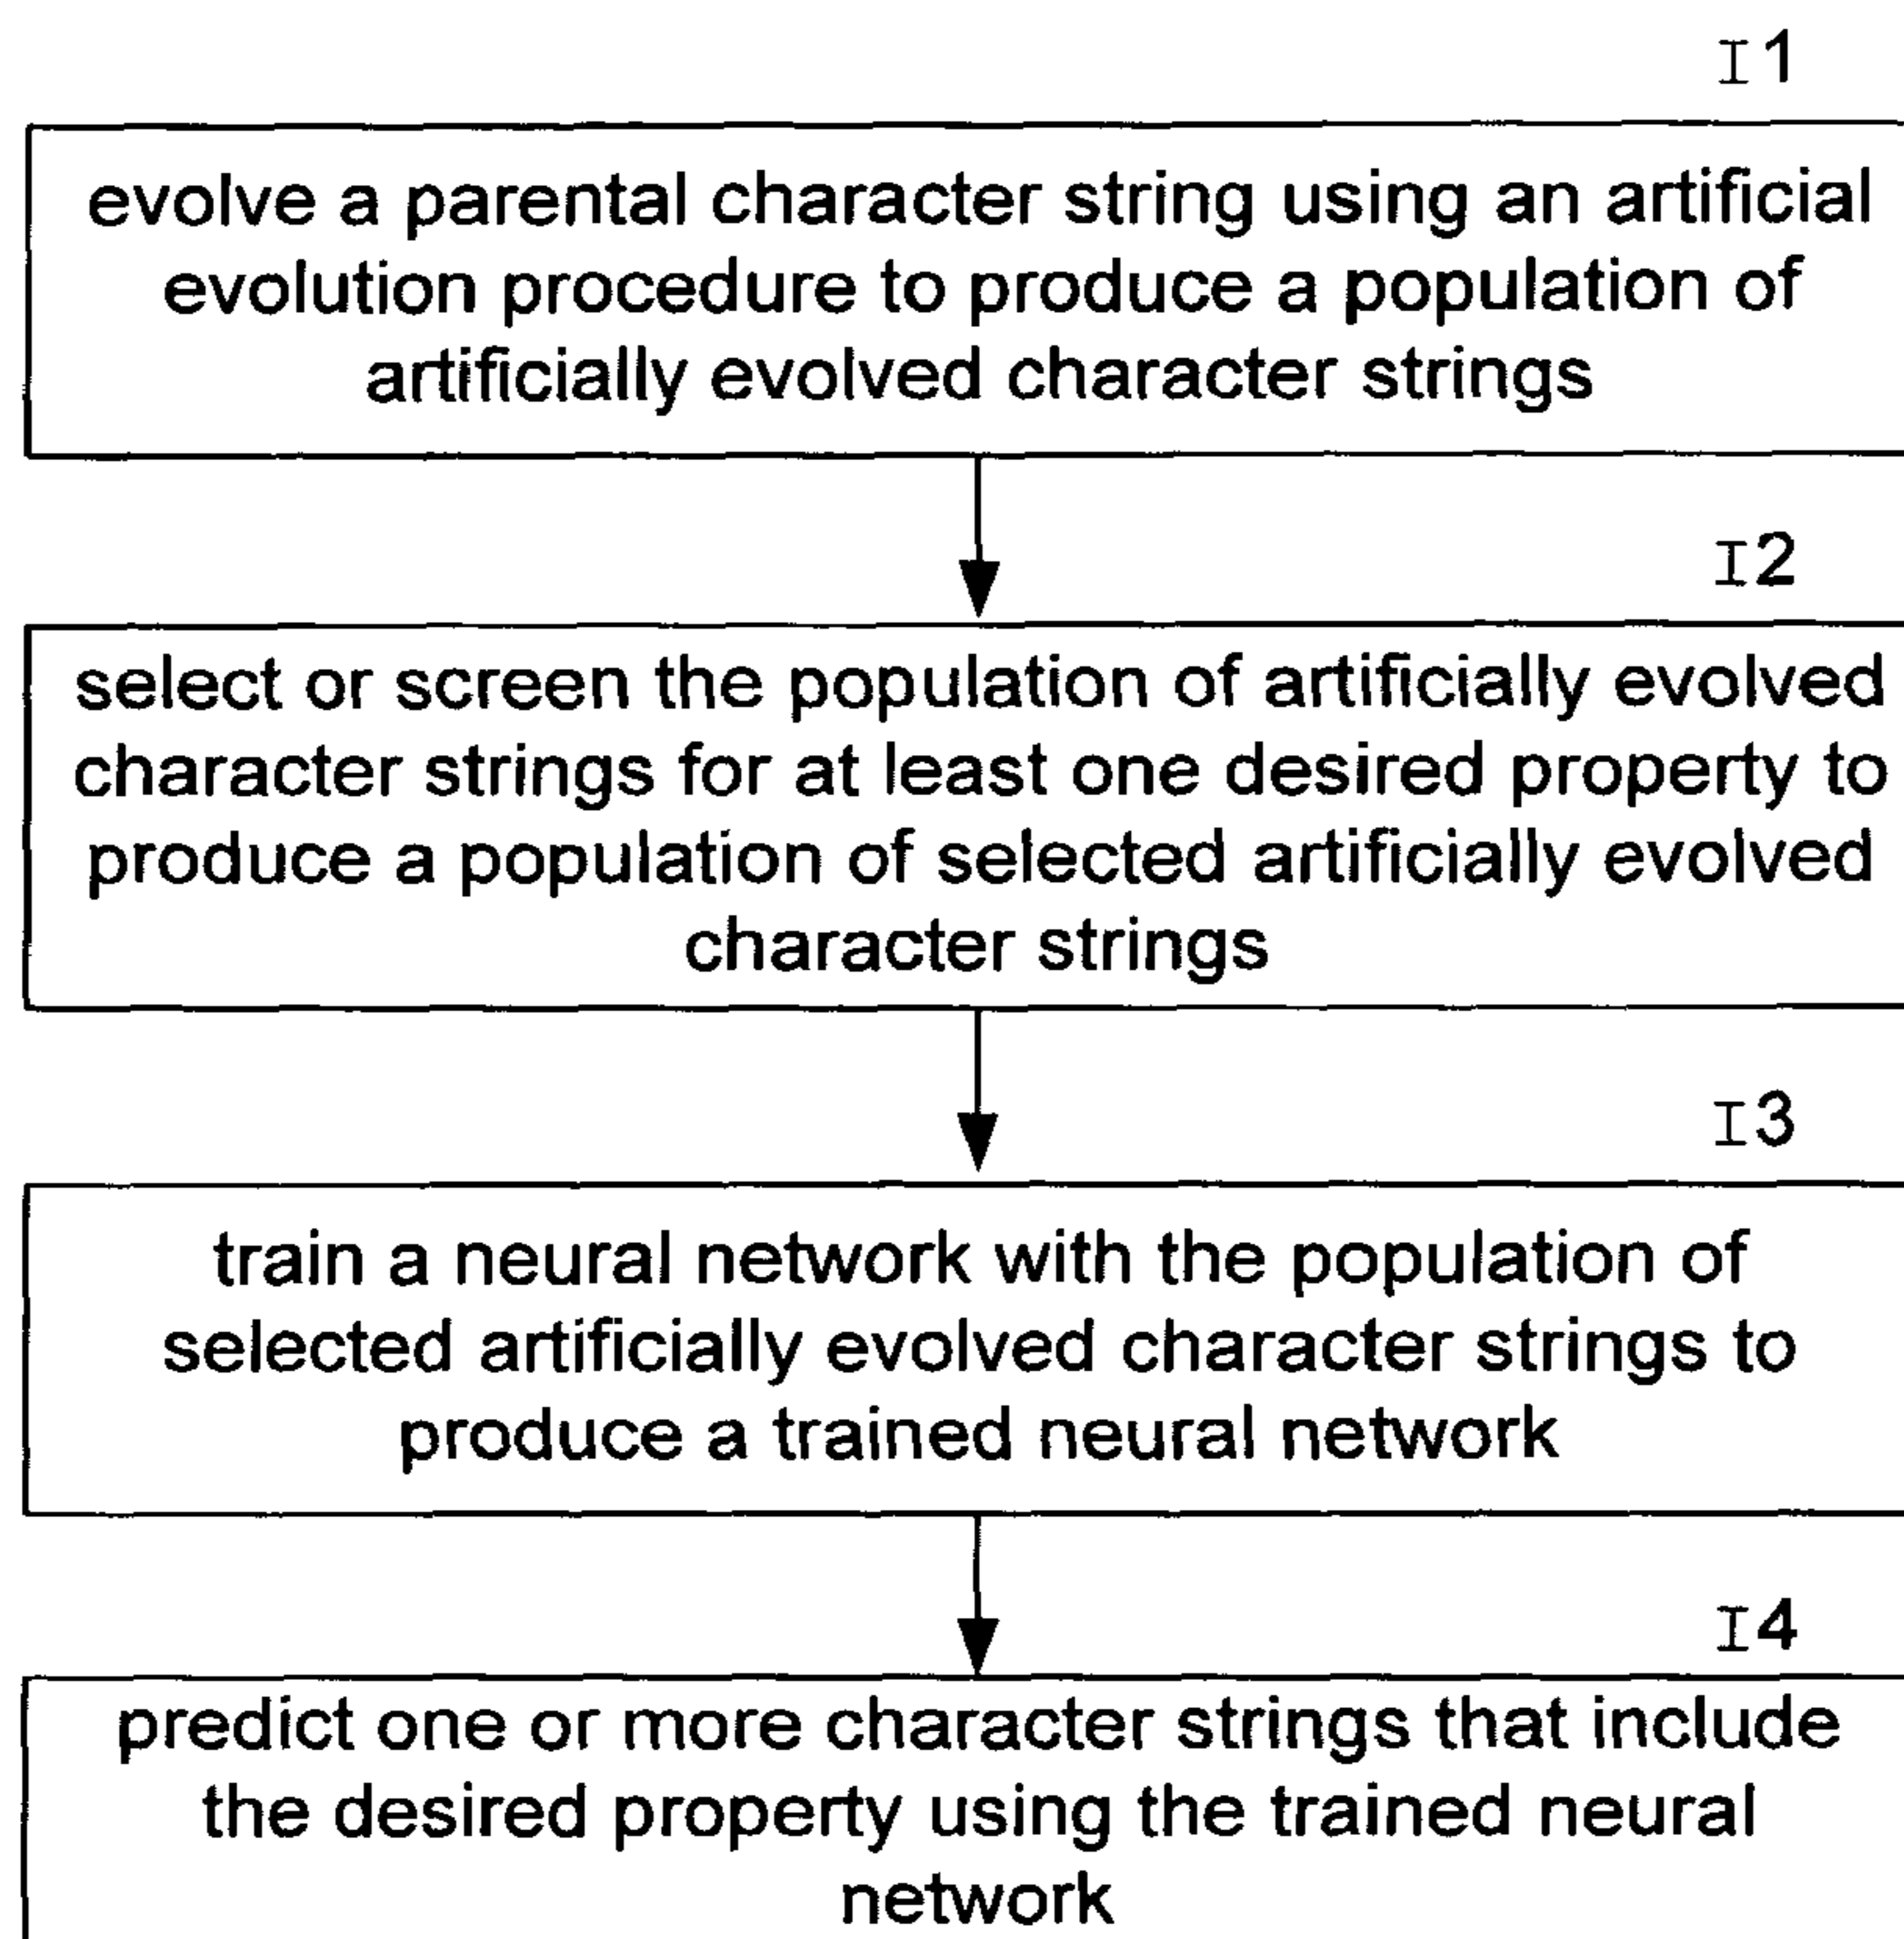 I1
evolve a parental character string using an artificial
evolution procedure to produce a population of
artificially evolved character strings
I2
select or screen the population of artificially evolved
character strings for at least one desired property to
produce a population of selected artificially evolved
character strings
I3
train a neural network with the population of
selected artificially evolved character strings to
produce a trained neural network
I4
predict one or more character strings that include
the desired property using the trained neural
network